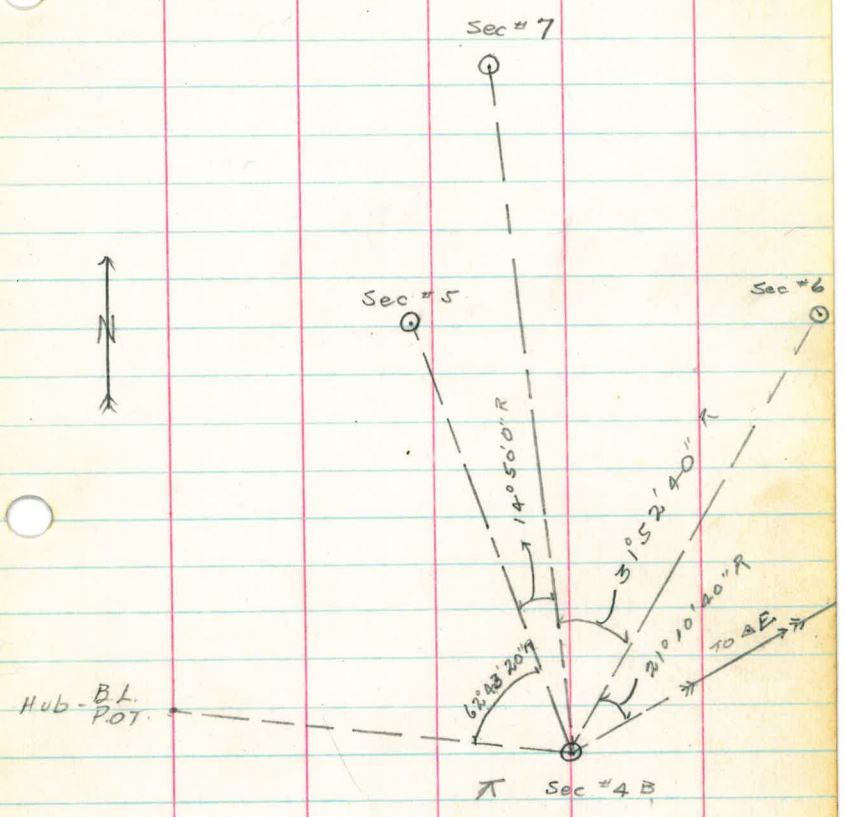 Sec #7
Sec #6
Sec #5
N
14°50'0" R
31°52'40" R
21°10'40" R
TO ▲E.
62°43'20" R
Hub - B.L.
P.O.T.
⊼ Sec #4 B